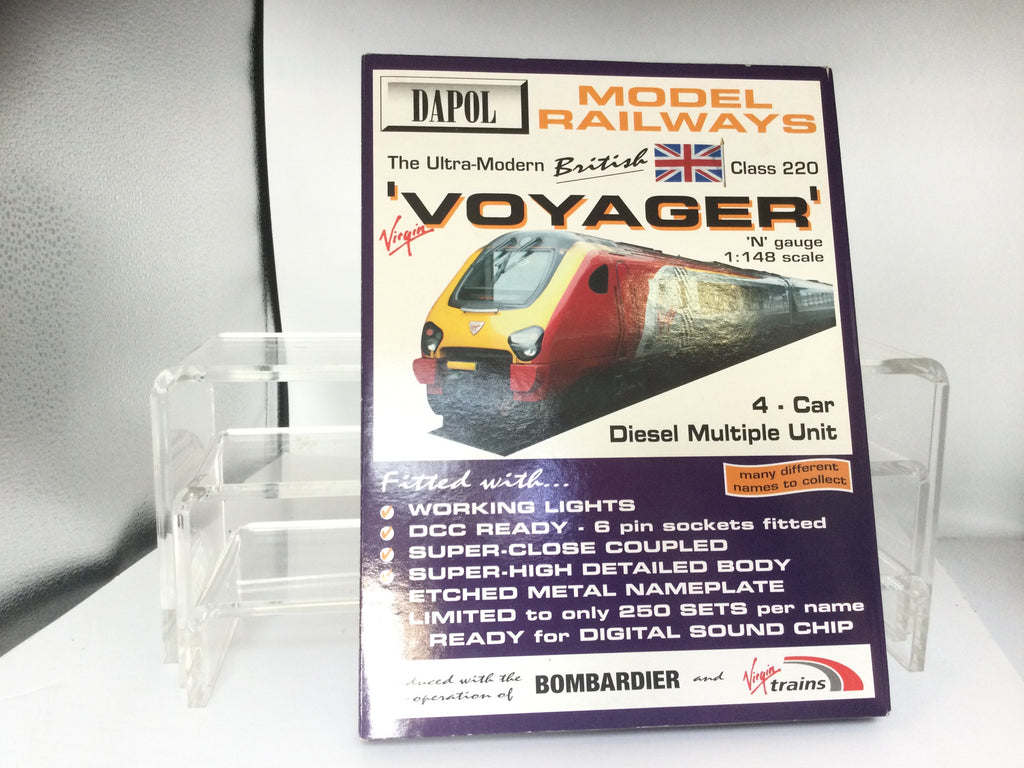 DAPOL
MODEL
RAILWAYS
The Ultra-Modern British Class 220
'VOYAGER'
Virgin
'N' gauge
1:148 scale
4 - Car
Diesel Multiple Unit
Fitted with...
many different
names to collect
WORKING LIGHTS
DCC READY - 6 pin sockets fitted
SUPER-CLOSE COUPLED
SUPER-HIGH DETAILED BODY
ETCHED METAL NAMEPLATE
LIMITED to only 250 SETS per name
READY for DIGITAL SOUND CHIP
with the
of
BOMBARDIER and Virgin trains